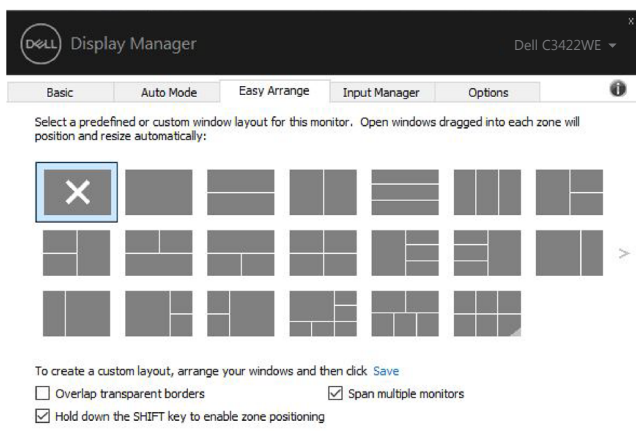 x
DELL Display Manager
Dell C3422WE
Basic Auto Mode Easy Arrange Input Manager Options
Select a predefined or custom window layout for this monitor. Open windows dragged into each zone will
position and resize automatically:
>
To create a custom layout, arrange your windows and then click Save
Overlap transparent borders Span multiple monitors
Hold down the SHIFT key to enable zone positioning